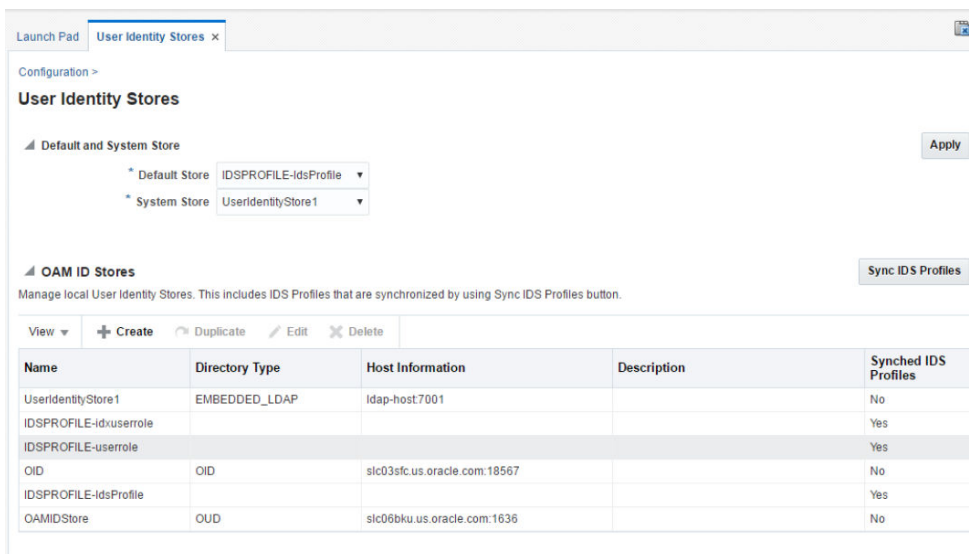 Launch Pad User Identity Stores ×
Configuration >
User Identity Stores
Default and System Store Apply
* Default Store IDSPROFILE-IdsProfile
* System Store UserIdentityStore1
OAM ID Stores Sync IDS Profiles
Manage local User Identity Stores. This includes IDS Profiles that are synchronized by using Sync IDS Profiles button.
View Create Duplicate Edit Delete
Name Directory Type Host Information Description Synched IDS Profiles
UserIdentityStore1 EMBEDDED_LDAP ldap-host:7001 No
IDSPROFILE-idxuserrole Yes
IDSPROFILE-userrole Yes
OID OID slc03sfc.us.oracle.com:18567 No
IDSPROFILE-IdsProfile Yes
OAMIDStore OUD slc06bku.us.oracle.com:1636 No